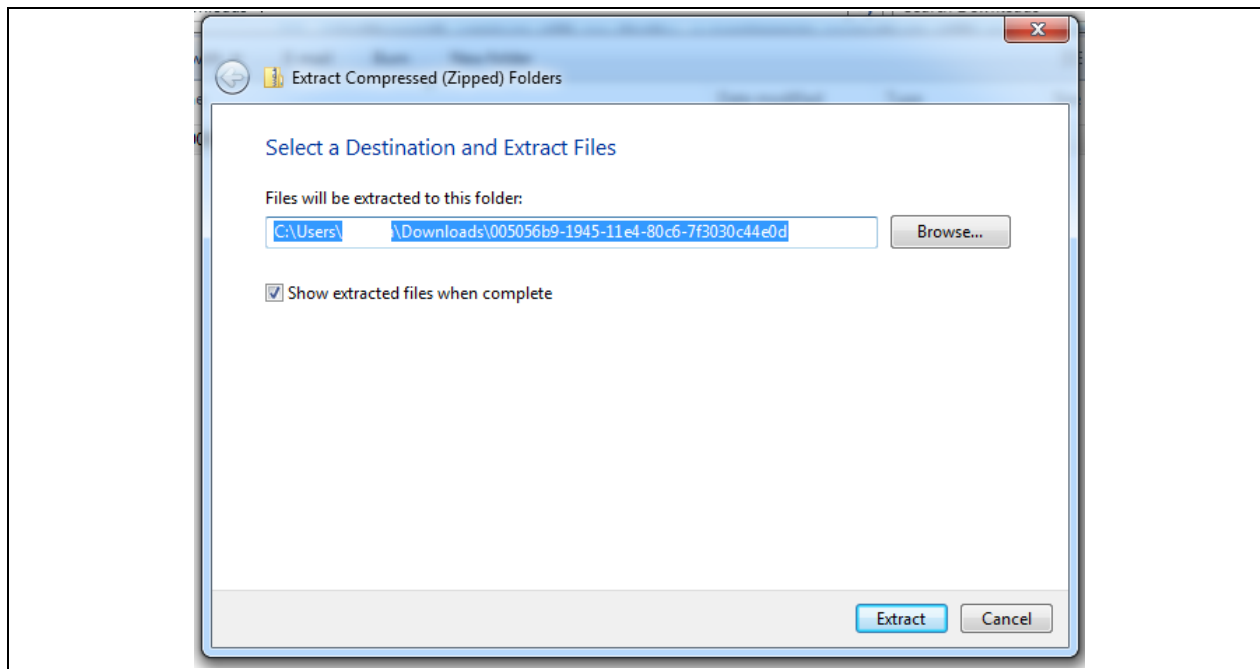 Extract Compressed (Zipped) Folders
Select a Destination and Extract Files
Files will be extracted to this folder:
C:\Users\ \Downloads\005056b9-1945-11e4-80c6-7f3030c44e0d
Browse...
Show extracted files when complete
Extract
Cancel